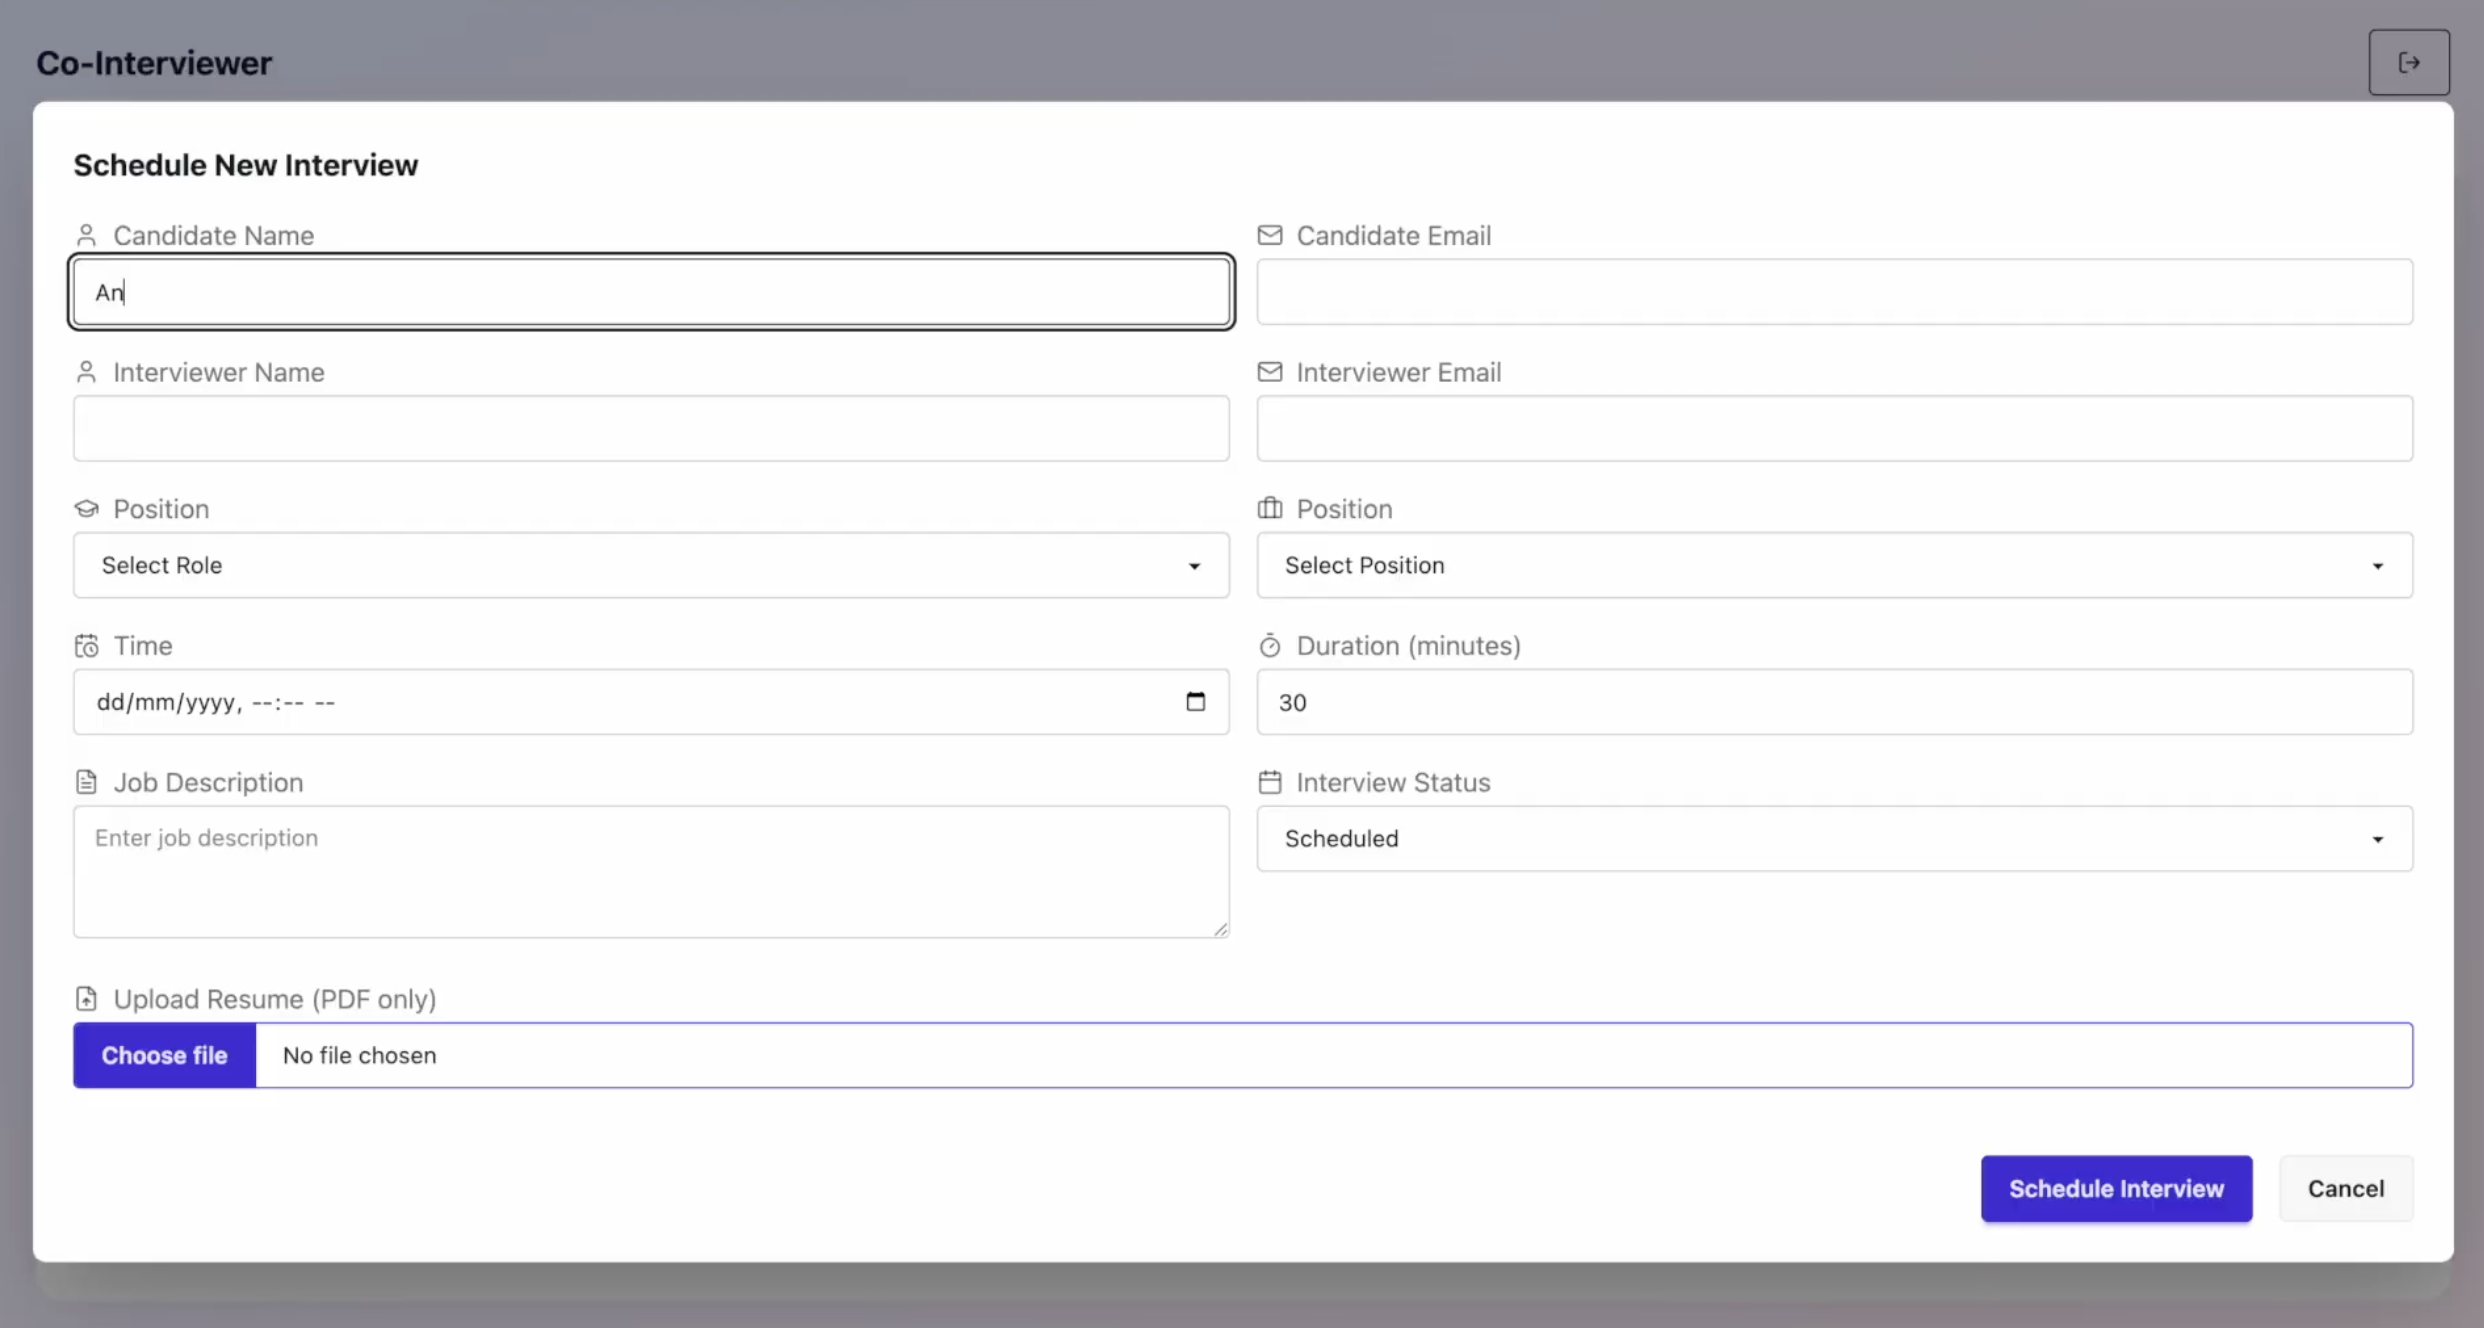 Co-Interviewer
Schedule New Interview
Candidate Name
Candidate Email
An
Interviewer Name
Interviewer Email
Position
Position
Select Role
Select Position
Time
Duration (minutes)
dd/mm/yyyy, --:-- --
30
Job Description
Interview Status
Enter job description
Scheduled
Upload Resume (PDF only)
Choose file No file chosen
Schedule Interview
Cancel